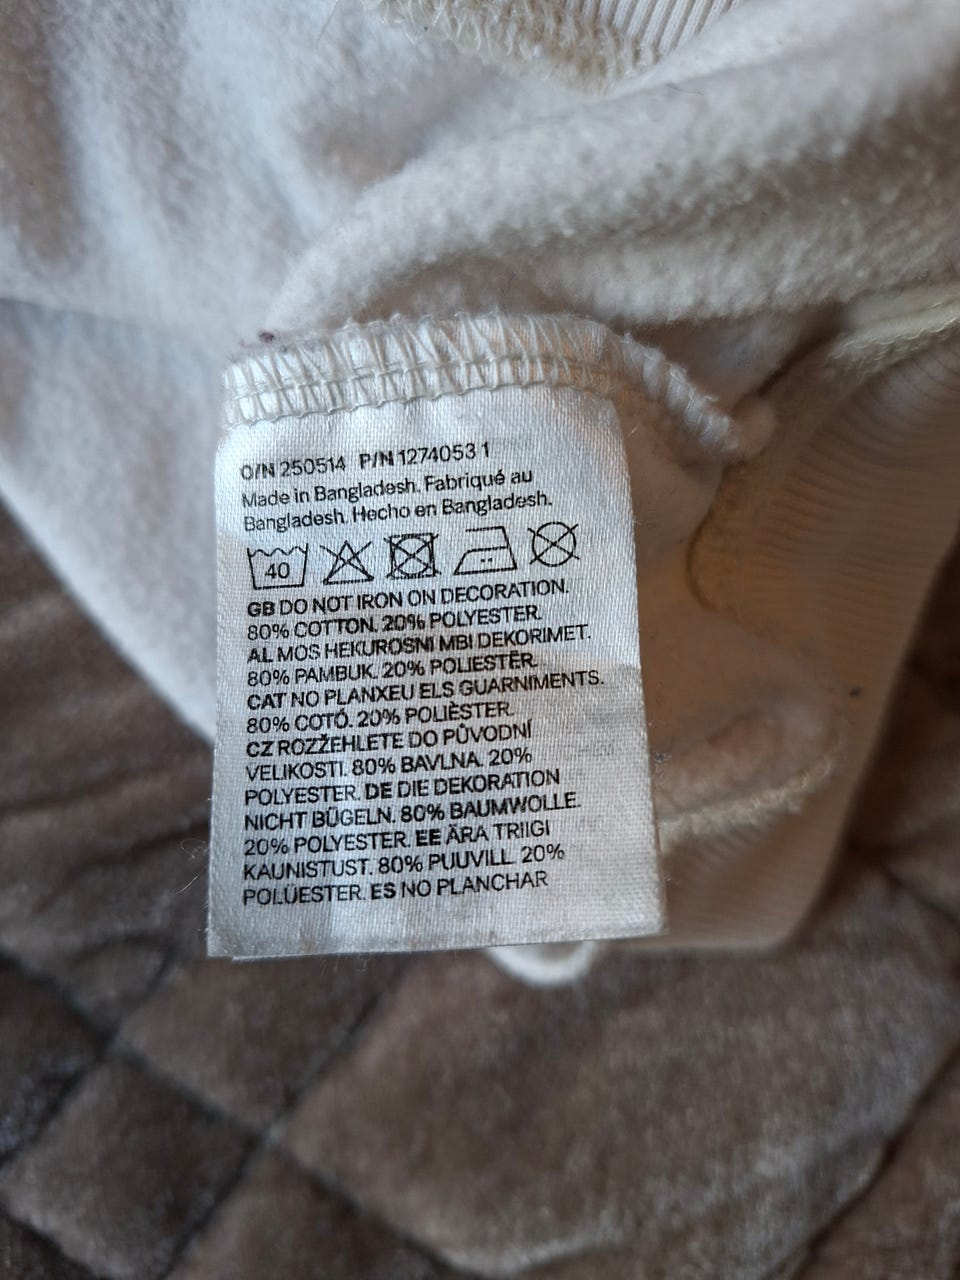 O/N 250514 P/N 1274053 1
Made in Bangladesh. Fabriqué au
Bangladesh. Hecho en Bangladesh.
40
GB DO NOT IRON ON DECORATION.
80% COTTON. 20% POLYESTER.
AL MOS HEKUROSNI MBI DEKORIMET.
80% PAMBUK. 20% POLIESTËR.
CAT NO PLANXEU ELS GUARNIMENTS.
80% COTÓ. 20% POLIÈSTER.
CZ ROZŽEHLETE DO PŮVODNÍ
VELIKOSTI. 80% BAVLNA. 20%
POLYESTER. DE DIE DEKORATION
NICHT BÜGELN. 80% BAUMWOLLE.
20% POLYESTER. EE ÄRA TRIIGI
KAUNISTUST. 80% PUUVILL. 20%
POLÜESTER. ES NO PLANCHAR